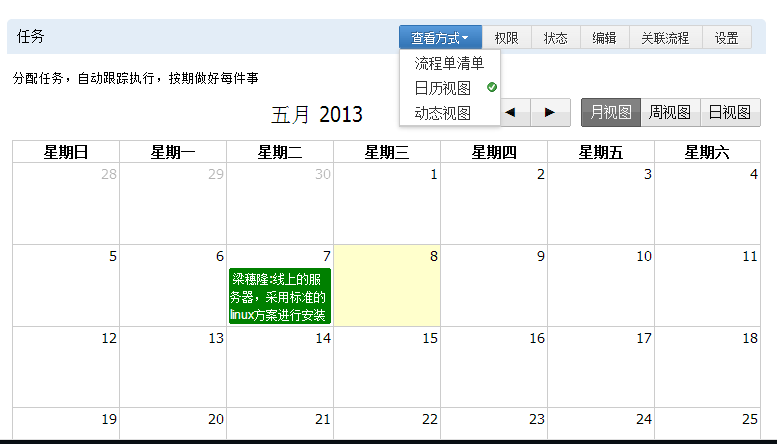 任务
查看方式 权限 状态 编辑 关联流程 设置
流程单清单
日历视图
动态视图
分配任务，自动跟踪执行，按期做好每件事
五月 2013
月视图 周视图 日视图
星期日 星期一 星期二 星期三 星期四 星期五 星期六
28 29 30 1 2 3 4
5 6 7 8 9 10 11
梁穗隆:线上的服
务器，采用标准的
linux方案进行安装
12 13 14 15 16 17 18
19 20 21 22 23 24 25